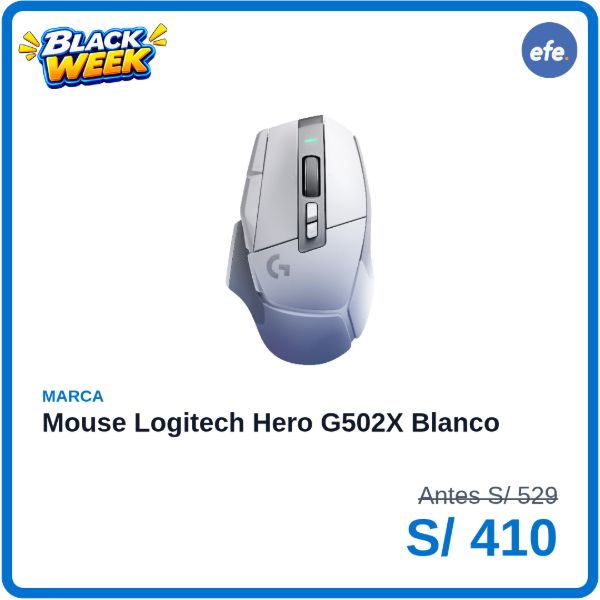 BLACK
WEEK
efe.
G
MARCA
Mouse Logitech Hero G502X Blanco
Antes S/ 529
S/ 410